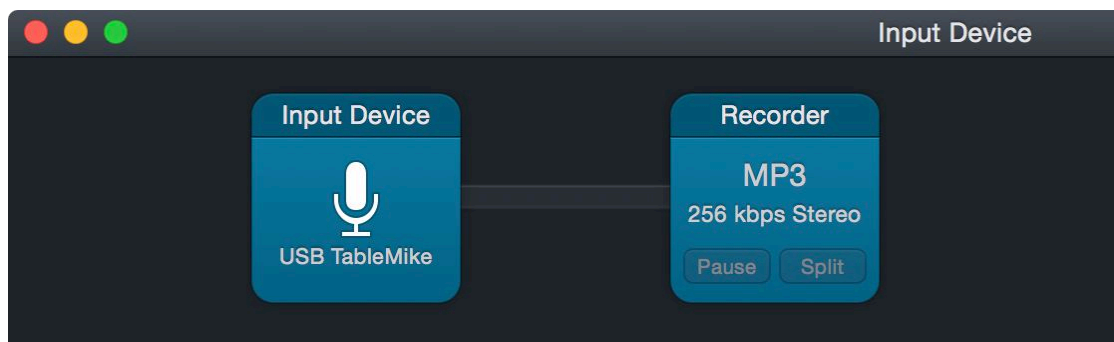 Input Device
Input Device
USB TableMike
Recorder
MP3
256 kbps Stereo
Pause Split